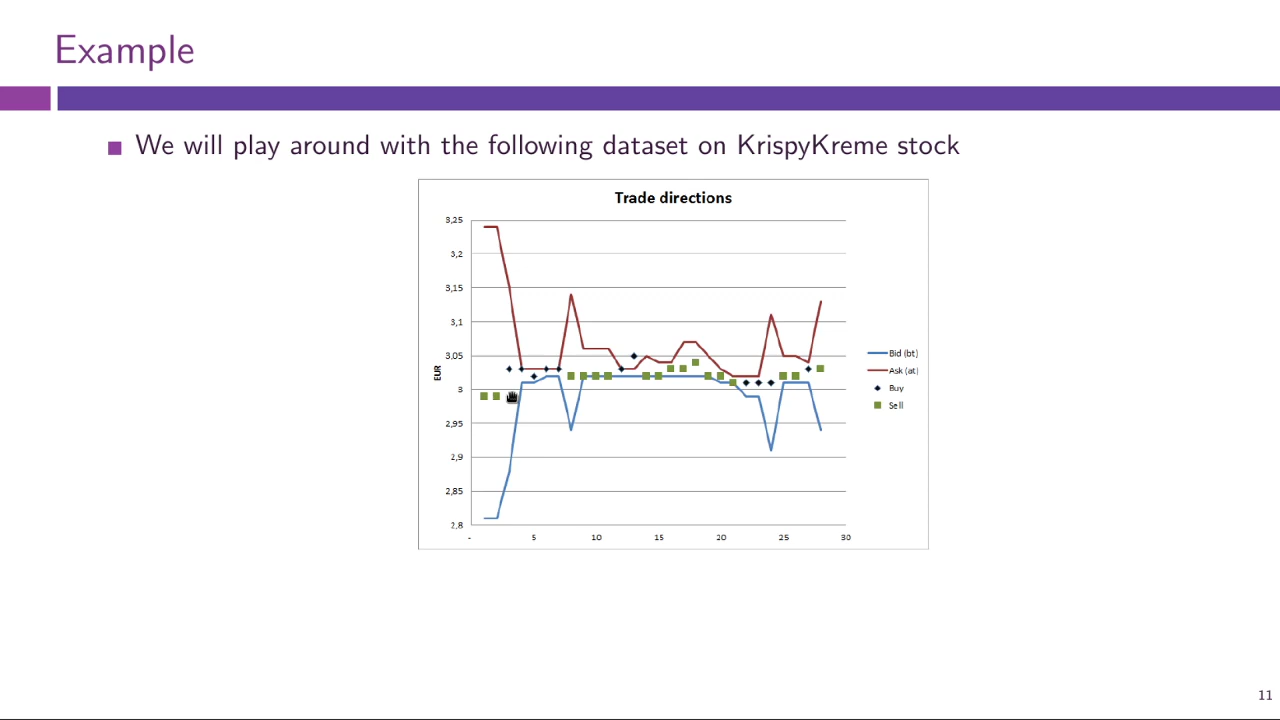 Example
We will play around with the following dataset on KrispyKreme stock
Trade directions
3,25
3,2
3,15
3,1
3,05
3
2,95
2,9
2,85
2,8
EUR
- 5 10 15 20 25 30
Bid (bt)
Ask (at)
Buy
Sell
11